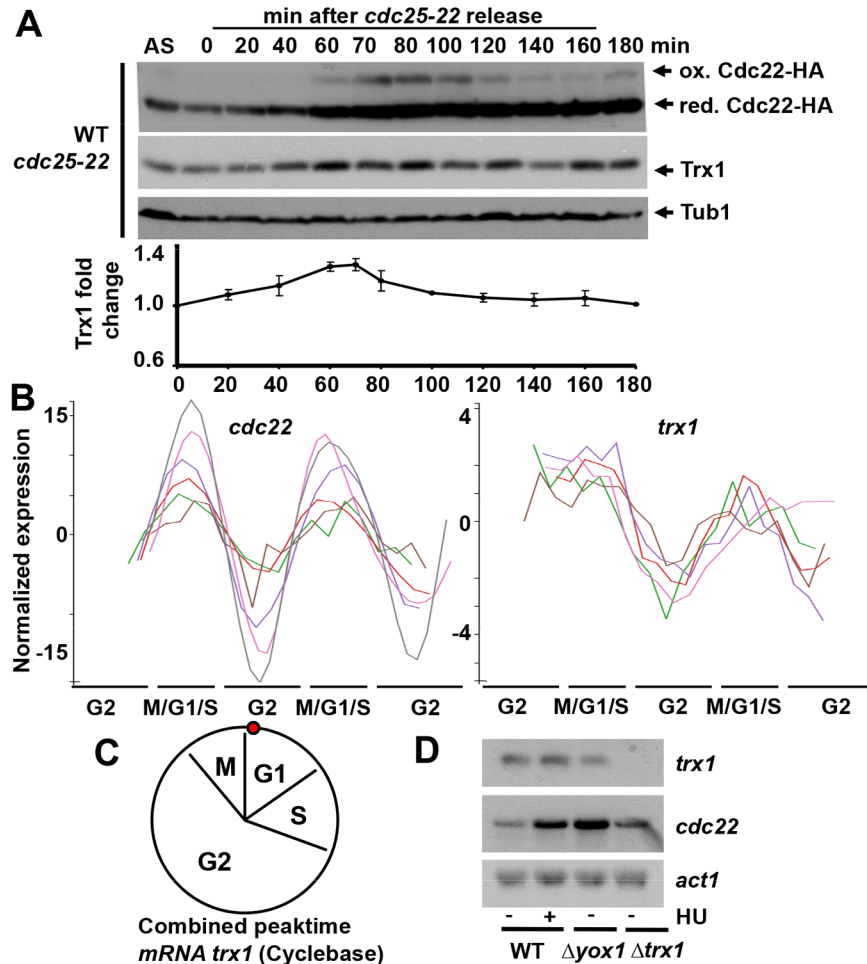 A
min after cdc25-22 release
AS 0 20 40 60 70 80 100 120 140 160 180 min
ox. Cdc22-HA
red. Cdc22-HA
WT
cdc25-22
Trx1
Tub1
Trx1 fold change
1.4
1.0
0.6
0 20 40 60 80 100 120 140 160 180
B
Normalized expression
15
0
-15
cdc22
4
0
-4
trx1
G2 M/G1/S G2 M/G1/S G2
G2 M/G1/S G2 M/G1/S G2
C
M
G1
S
G2
Combined peaktime
mRNA trx1 (Cyclebase)
D
trx1
cdc22
act1
- + - - HU
WT Δyox1 Δtrx1